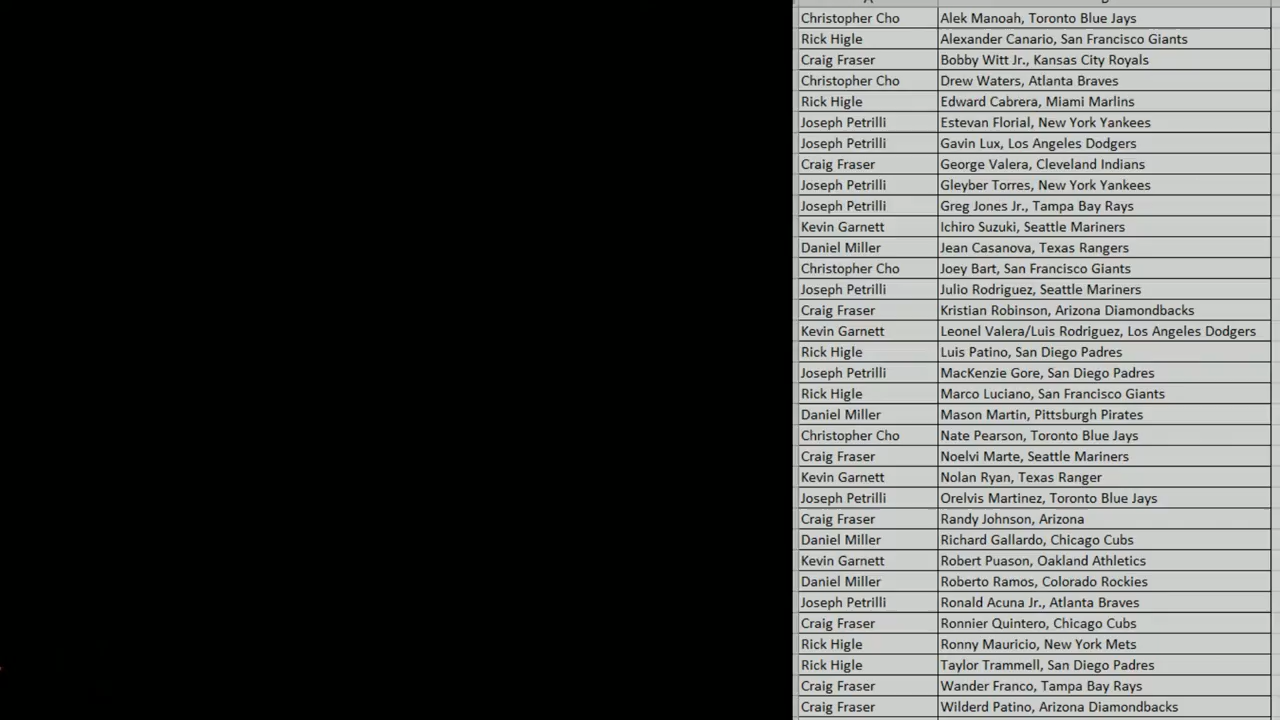 Christopher Cho Alek Manoah, Toronto Blue Jays
Rick Higle Alexander Canario, San Francisco Giants
Craig Fraser Bobby Witt Jr., Kansas City Royals
Christopher Cho Drew Waters, Atlanta Braves
Rick Higle Edward Cabrera, Miami Marlins
Joseph Petrilli Estevan Florial, New York Yankees
Joseph Petrilli Gavin Lux, Los Angeles Dodgers
Craig Fraser George Valera, Cleveland Indians
Joseph Petrilli Gleyber Torres, New York Yankees
Joseph Petrilli Greg Jones Jr., Tampa Bay Rays
Kevin Garnett Ichiro Suzuki, Seattle Mariners
Daniel Miller Jean Casanova, Texas Rangers
Christopher Cho Joey Bart, San Francisco Giants
Joseph Petrilli Julio Rodriguez, Seattle Mariners
Craig Fraser Kristian Robinson, Arizona Diamondbacks
Kevin Garnett Leonel Valera/Luis Rodriguez, Los Angeles Dodgers
Rick Higle Luis Patino, San Diego Padres
Joseph Petrilli MacKenzie Gore, San Diego Padres
Rick Higle Marco Luciano, San Francisco Giants
Daniel Miller Mason Martin, Pittsburgh Pirates
Christopher Cho Nate Pearson, Toronto Blue Jays
Craig Fraser Noelvi Marte, Seattle Mariners
Kevin Garnett Nolan Ryan, Texas Ranger
Joseph Petrilli Orelvis Martinez, Toronto Blue Jays
Craig Fraser Randy Johnson, Arizona
Daniel Miller Richard Gallardo, Chicago Cubs
Kevin Garnett Robert Puason, Oakland Athletics
Daniel Miller Roberto Ramos, Colorado Rockies
Joseph Petrilli Ronald Acuna Jr., Atlanta Braves
Craig Fraser Ronnier Quintero, Chicago Cubs
Rick Higle Ronny Mauricio, New York Mets
Rick Higle Taylor Trammell, San Diego Padres
Craig Fraser Wander Franco, Tampa Bay Rays
Craig Fraser Wilderd Patino, Arizona Diamondbacks